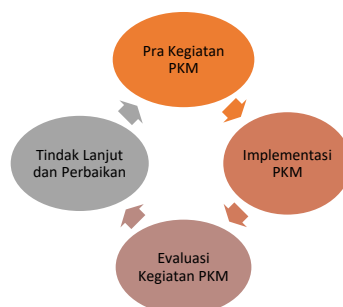 Pra Kegiatan
PKM
Implementasi
PKM
Evaluasi
Kegiatan PKM
Tindak Lanjut
dan Perbaikan